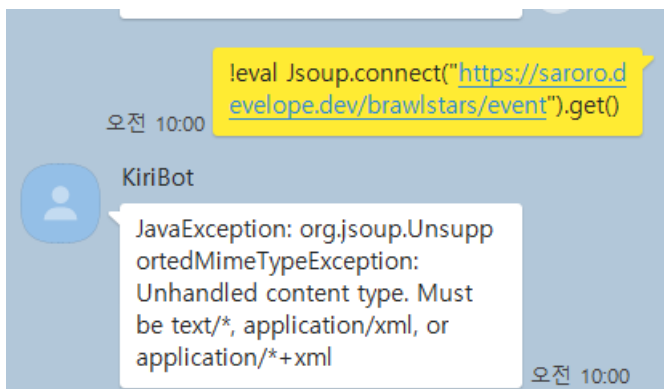 !eval Jsoup.connect("https://saroro.d
evelope.dev/brawlstars/event").get()
오전 10:00
KiriBot
JavaException: org.jsoup.Unsupp
ortedMimeTypeException:
Unhandled content type. Must
be text/*, application/xml, or
application/*+xml
오전 10:00